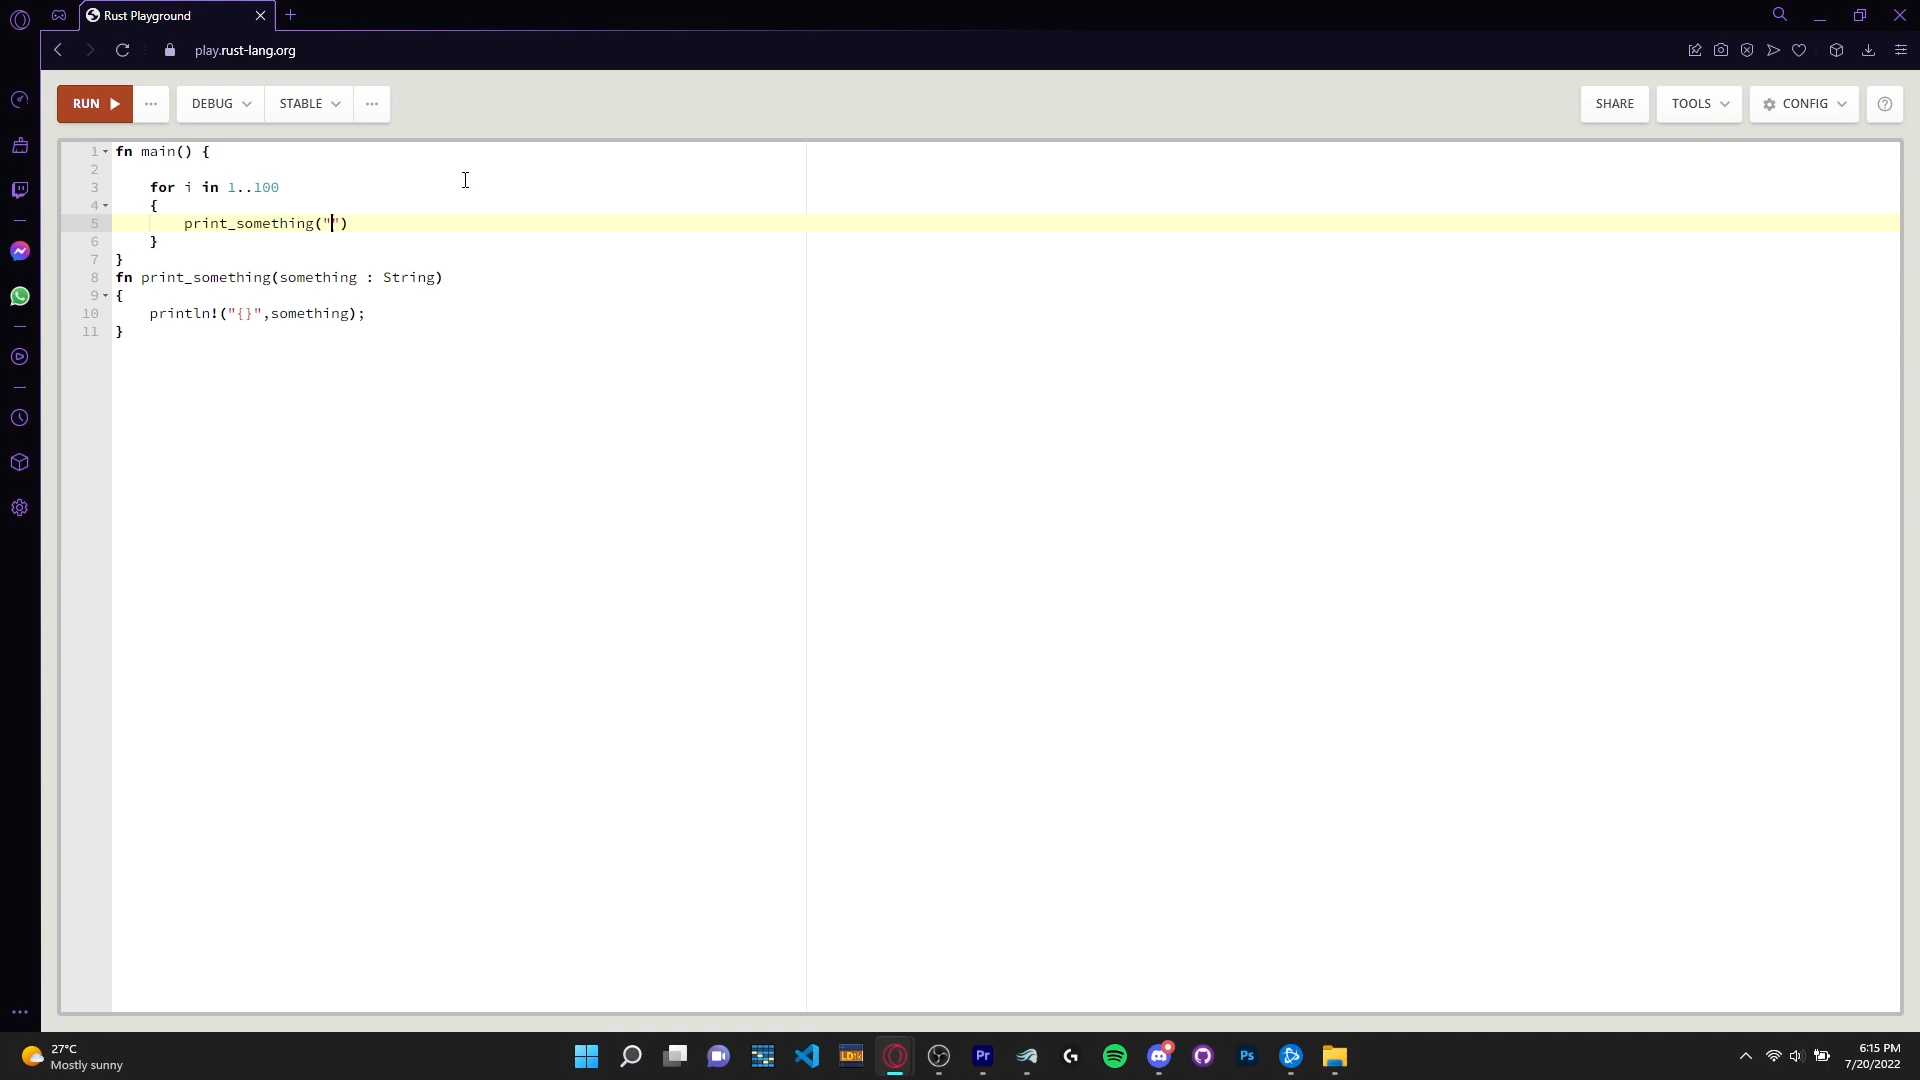 Rust Playground
play.rust-lang.org
RUN
DEBUG
STABLE
SHARE
TOOLS
CONFIG
1 fn main() {
2
3 for i in 1..100
4 {
5 print_something("")
6 }
7 }
8 fn print_something(something : String)
9 {
10 println!("{}",something);
11 }
27°C
Mostly sunny
Pr
Ps
6:15 PM
7/20/2022